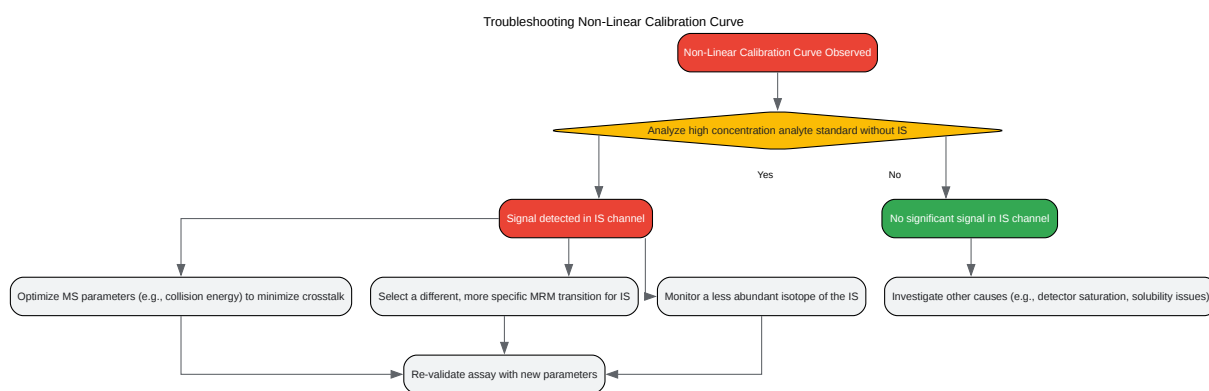 Troubleshooting Non-Linear Calibration Curve
Non-Linear Calibration Curve Observed
Analyze high concentration analyte standard without IS
Yes
No
Signal detected in IS channel
No significant signal in IS channel
Optimize MS parameters (e.g., collision energy) to minimize crosstalk
Select a different, more specific MRM transition for IS
Monitor a less abundant isotope of the IS
Investigate other causes (e.g., detector saturation, solubility issues)
Re-validate assay with new parameters